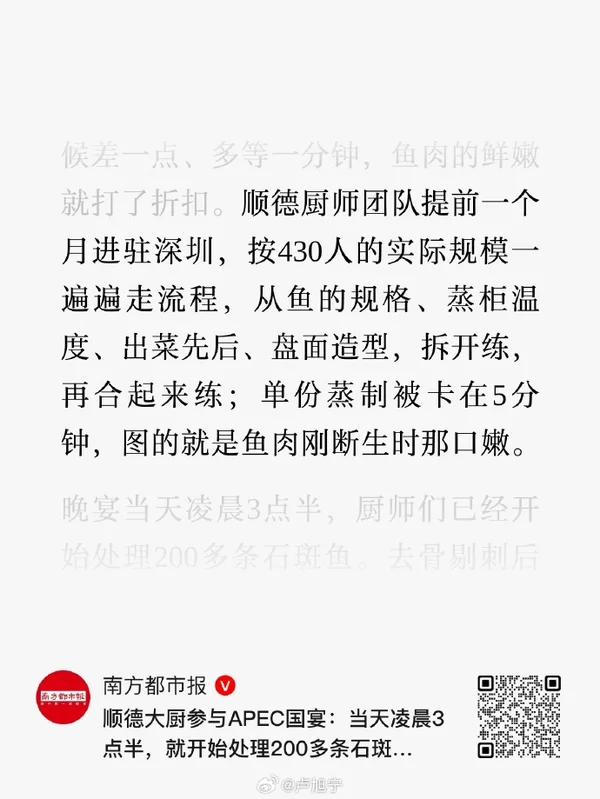 候差一点、多等一分钟，鱼肉的鲜嫩
就打了折扣。顺德厨师团队提前一个
月进驻深圳，按430人的实际规模一
遍遍走流程，从鱼的规格、蒸柜温
度、出菜先后、盘面造型，拆开练，
再合起来练；单份蒸制被卡在5分
钟，图的就是鱼肉刚断生时那口嫩。
晚宴当天凌晨3点半，厨师们已经开
始处理200多条石斑鱼。去骨剔刺后
南方都市报
南方都市报
顺德大厨参与APEC国宴：当天凌晨3
点半，就开始处理200多条石斑...
@卢旭宁